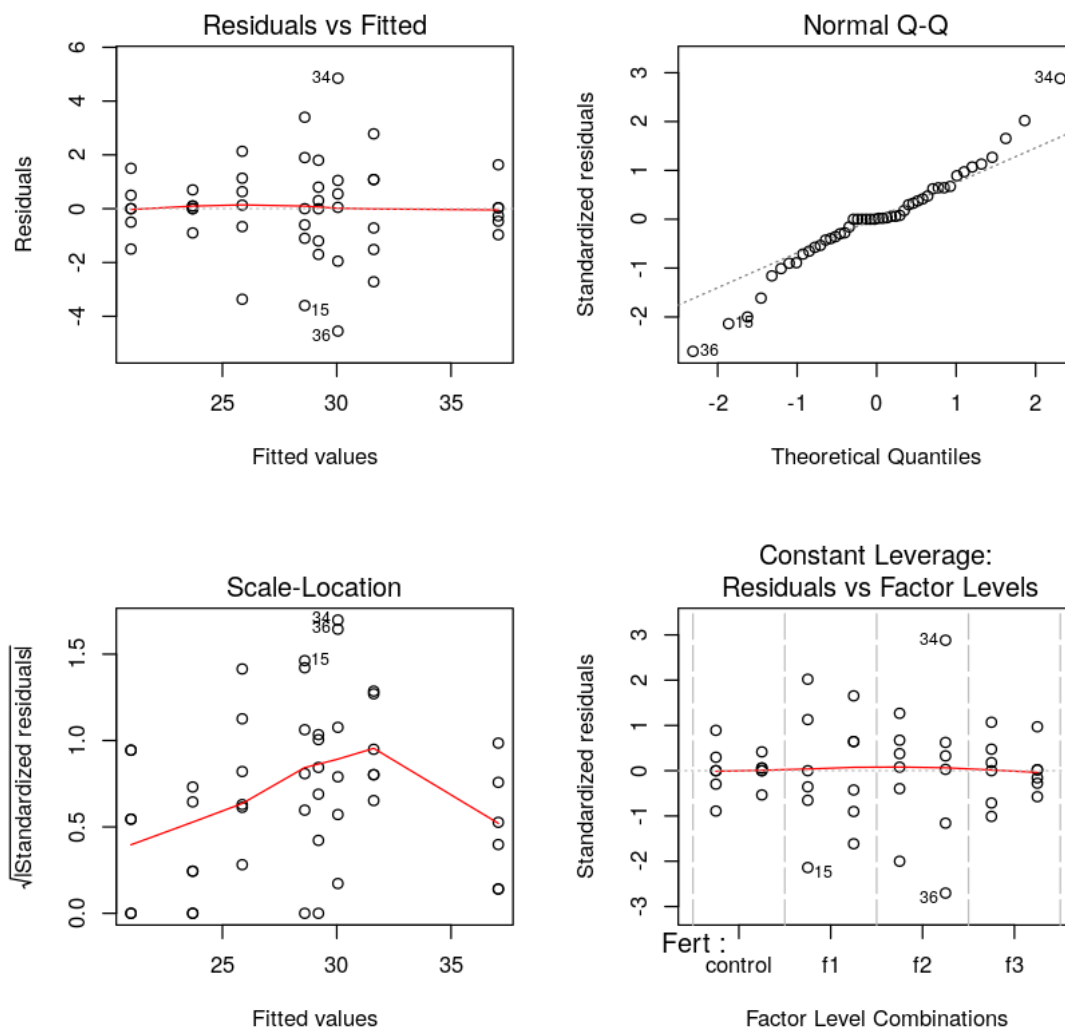 Residuals vs Fitted
6
4
2
0
-2
-4
Residuals
34
15
36
25 30 35
Fitted values
Normal Q-Q
3
2
1
0
-1
-2
Standardized residuals
34
15
36
-2 -1 0 1 2
Theoretical Quantiles
Scale-Location
1.5
1.0
0.5
0.0
√|Standardized residuals|
34
36
15
25 30 35
Fitted values
Constant Leverage:
Residuals vs Factor Levels
3
2
1
0
-1
-2
-3
Standardized residuals
34
15
36
Fert :
control f1 f2 f3
Factor Level Combinations